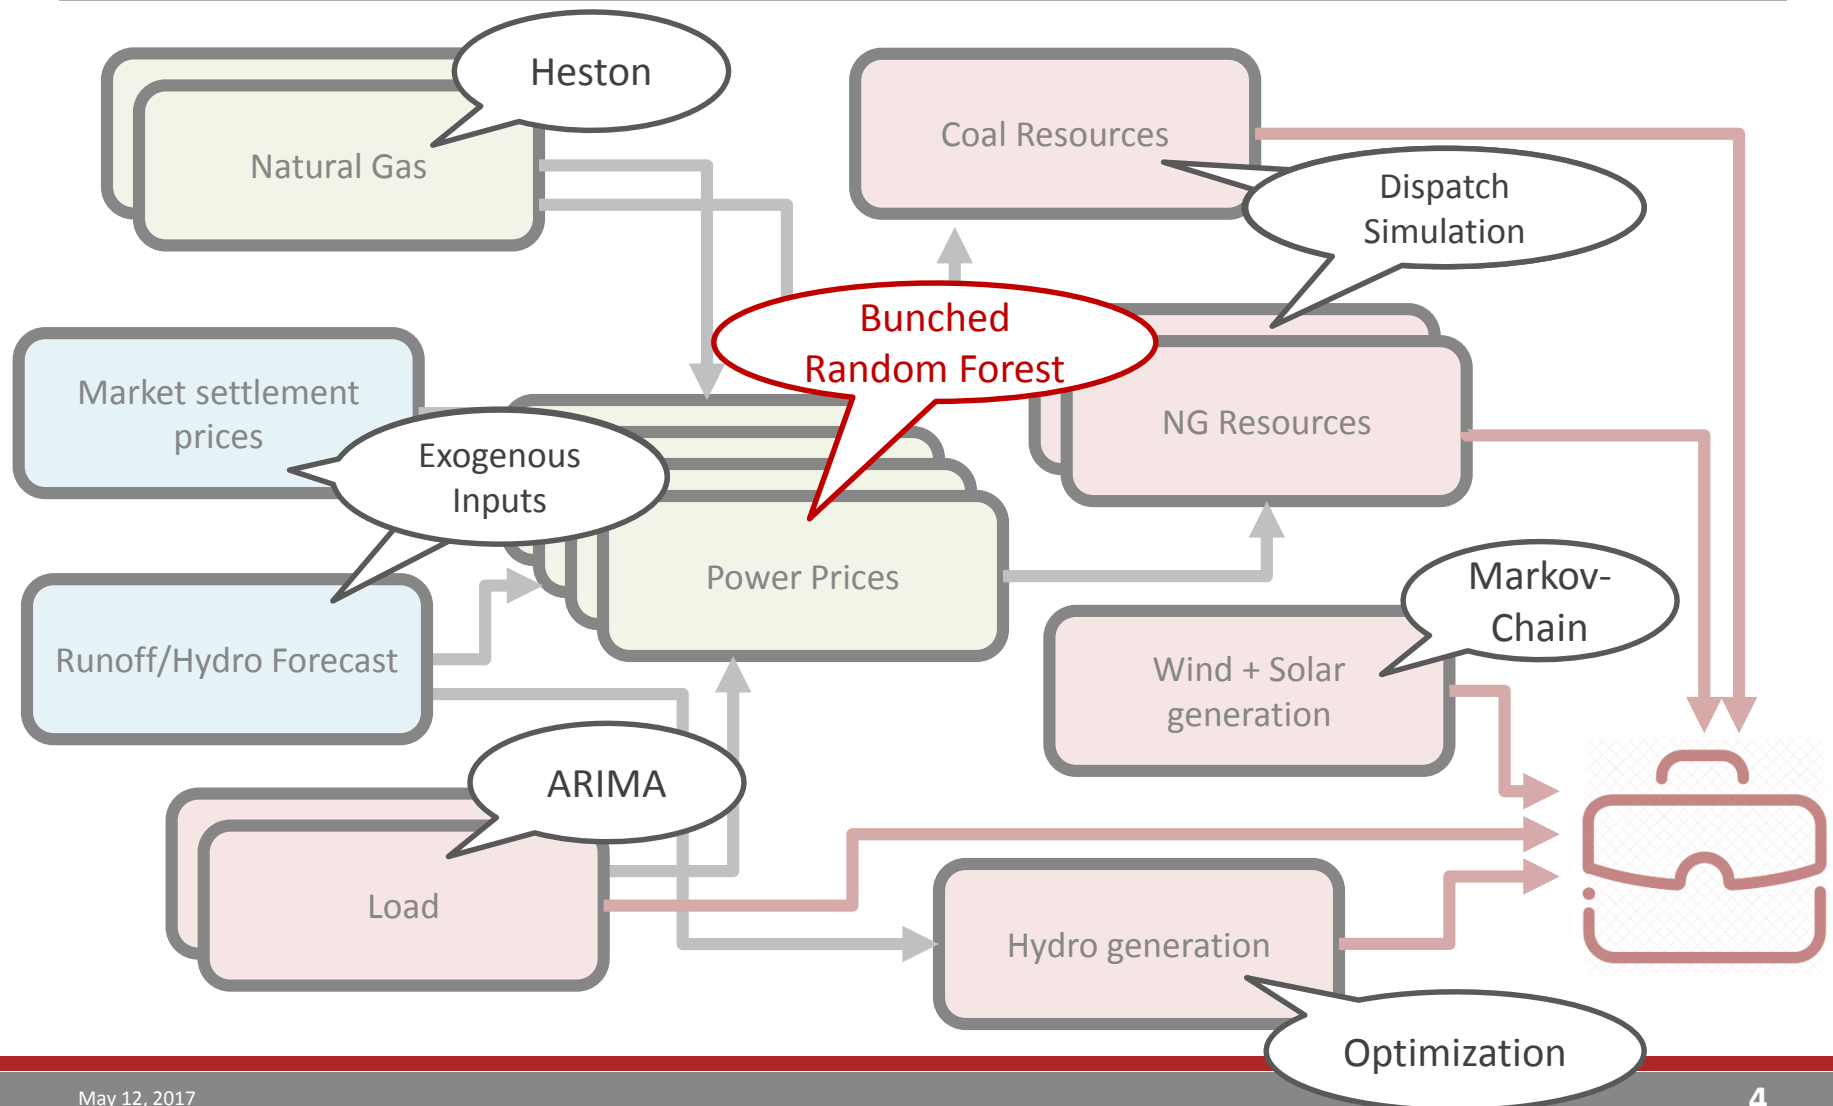 Heston
Natural Gas
Coal Resources
Dispatch
Simulation
Bunched
Random Forest
Market settlement
prices
NG Resources
Exogenous
Inputs
Power Prices
Markov-
Chain
Runoff/Hydro Forecast
Wind + Solar
generation
ARIMA
Load
Hydro generation
Optimization
May 12, 2017
4